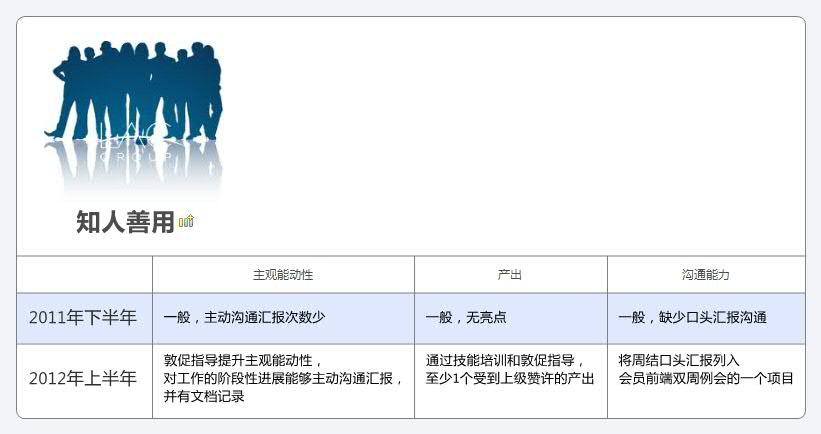 LAC
GROUP
知人善用
主观能动性 产出 沟通能力
2011年下半年 一般，主动沟通汇报次数少 一般，无亮点 一般，缺少口头汇报沟通
2012年上半年
敦促指导提升主观能动性，
对工作的阶段性进展能够主动沟通汇报，
并有文档记录
通过技能培训和敦促指导，
至少1个受到上级赞许的产出
将周结口头汇报列入
会员前端双周例会的一个项目